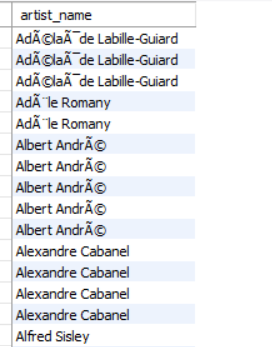 artist_name
AdÃ©laÃ¯de Labille-Guiard
AdÃ©laÃ¯de Labille-Guiard
AdÃ©laÃ¯de Labille-Guiard
AdÃ¨le Romany
AdÃ¨le Romany
Albert AndrÃ©
Albert AndrÃ©
Albert AndrÃ©
Albert AndrÃ©
Albert AndrÃ©
Alexandre Cabanel
Alexandre Cabanel
Alexandre Cabanel
Alexandre Cabanel
Alfred Sisley